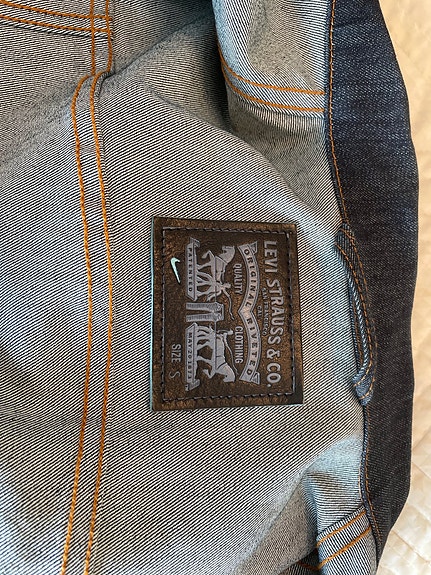 LEVI STRAUSS & CO.
ORIGINAL RIVETED
QUALITY CLOTHING
SIZE S